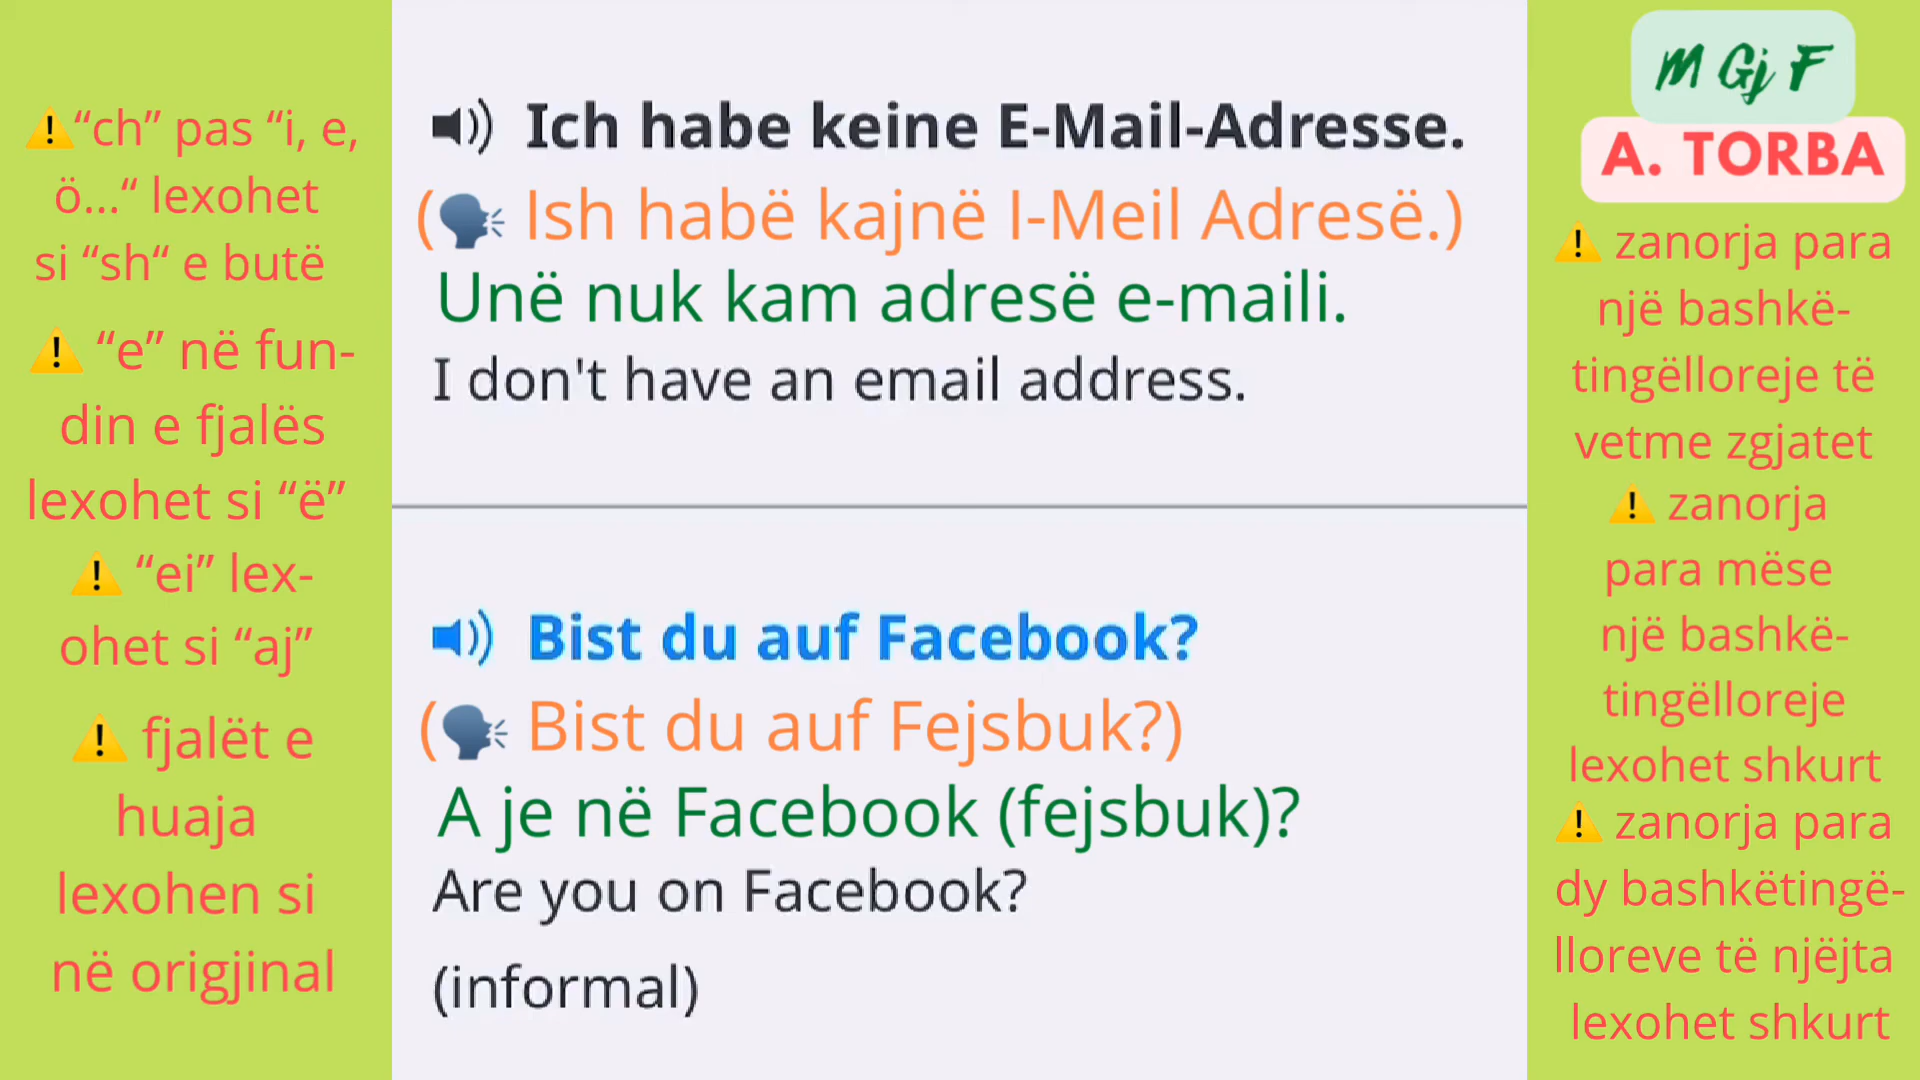 ⚠️“ch” pas “i, e,
ö...“ lexohet
si “sh“ e butë
⚠️ “e” në fun-
din e fjalës
lexohet si “ë”
⚠️ “ei” lex-
ohet si “aj”
⚠️ fjalët e
huaja
lexohen si
në origjinal
Ich habe keine E-Mail-Adresse.
(🗣 Ish habë kajnë I-Meil Adresë.)
Unë nuk kam adresë e-maili.
I don't have an email address.
Bist du auf Facebook?
(🗣 Bist du auf Fejsbuk?)
A je në Facebook (fejsbuk)?
Are you on Facebook?
(informal)
M Gj F
A. TORBA
⚠️ zanorja para
një bashkë-
tingëlloreje të
vetme zgjatet
⚠️ zanorja
para mëse
një bashkë-
tingëlloreje
lexohet shkurt
⚠️ zanorja para
dy bashkëtingë-
lloreve të njëjta
lexohet shkurt